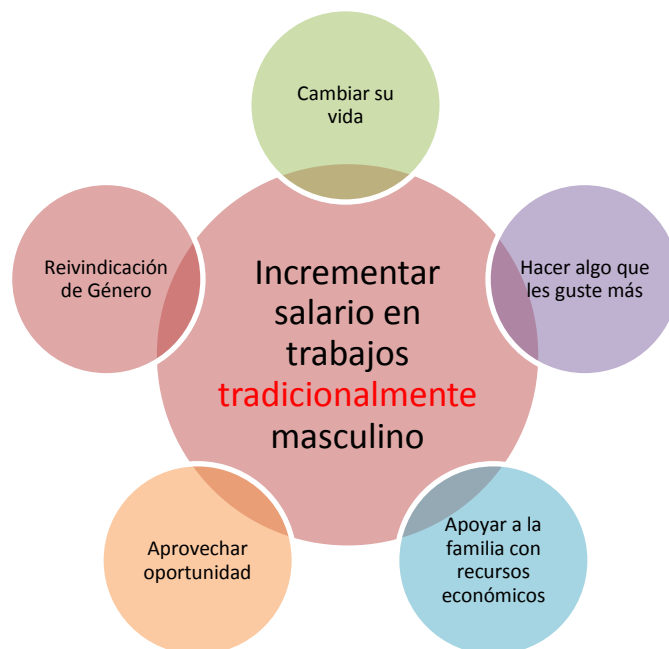 Cambiar su
vida
Reivindicación
de Género
Hacer algo que
les guste más
Incrementar
salario en
trabajos
tradicionalmente
masculino
Aprovechar
oportunidad
Apoyar a la
familia con
recursos
económicos